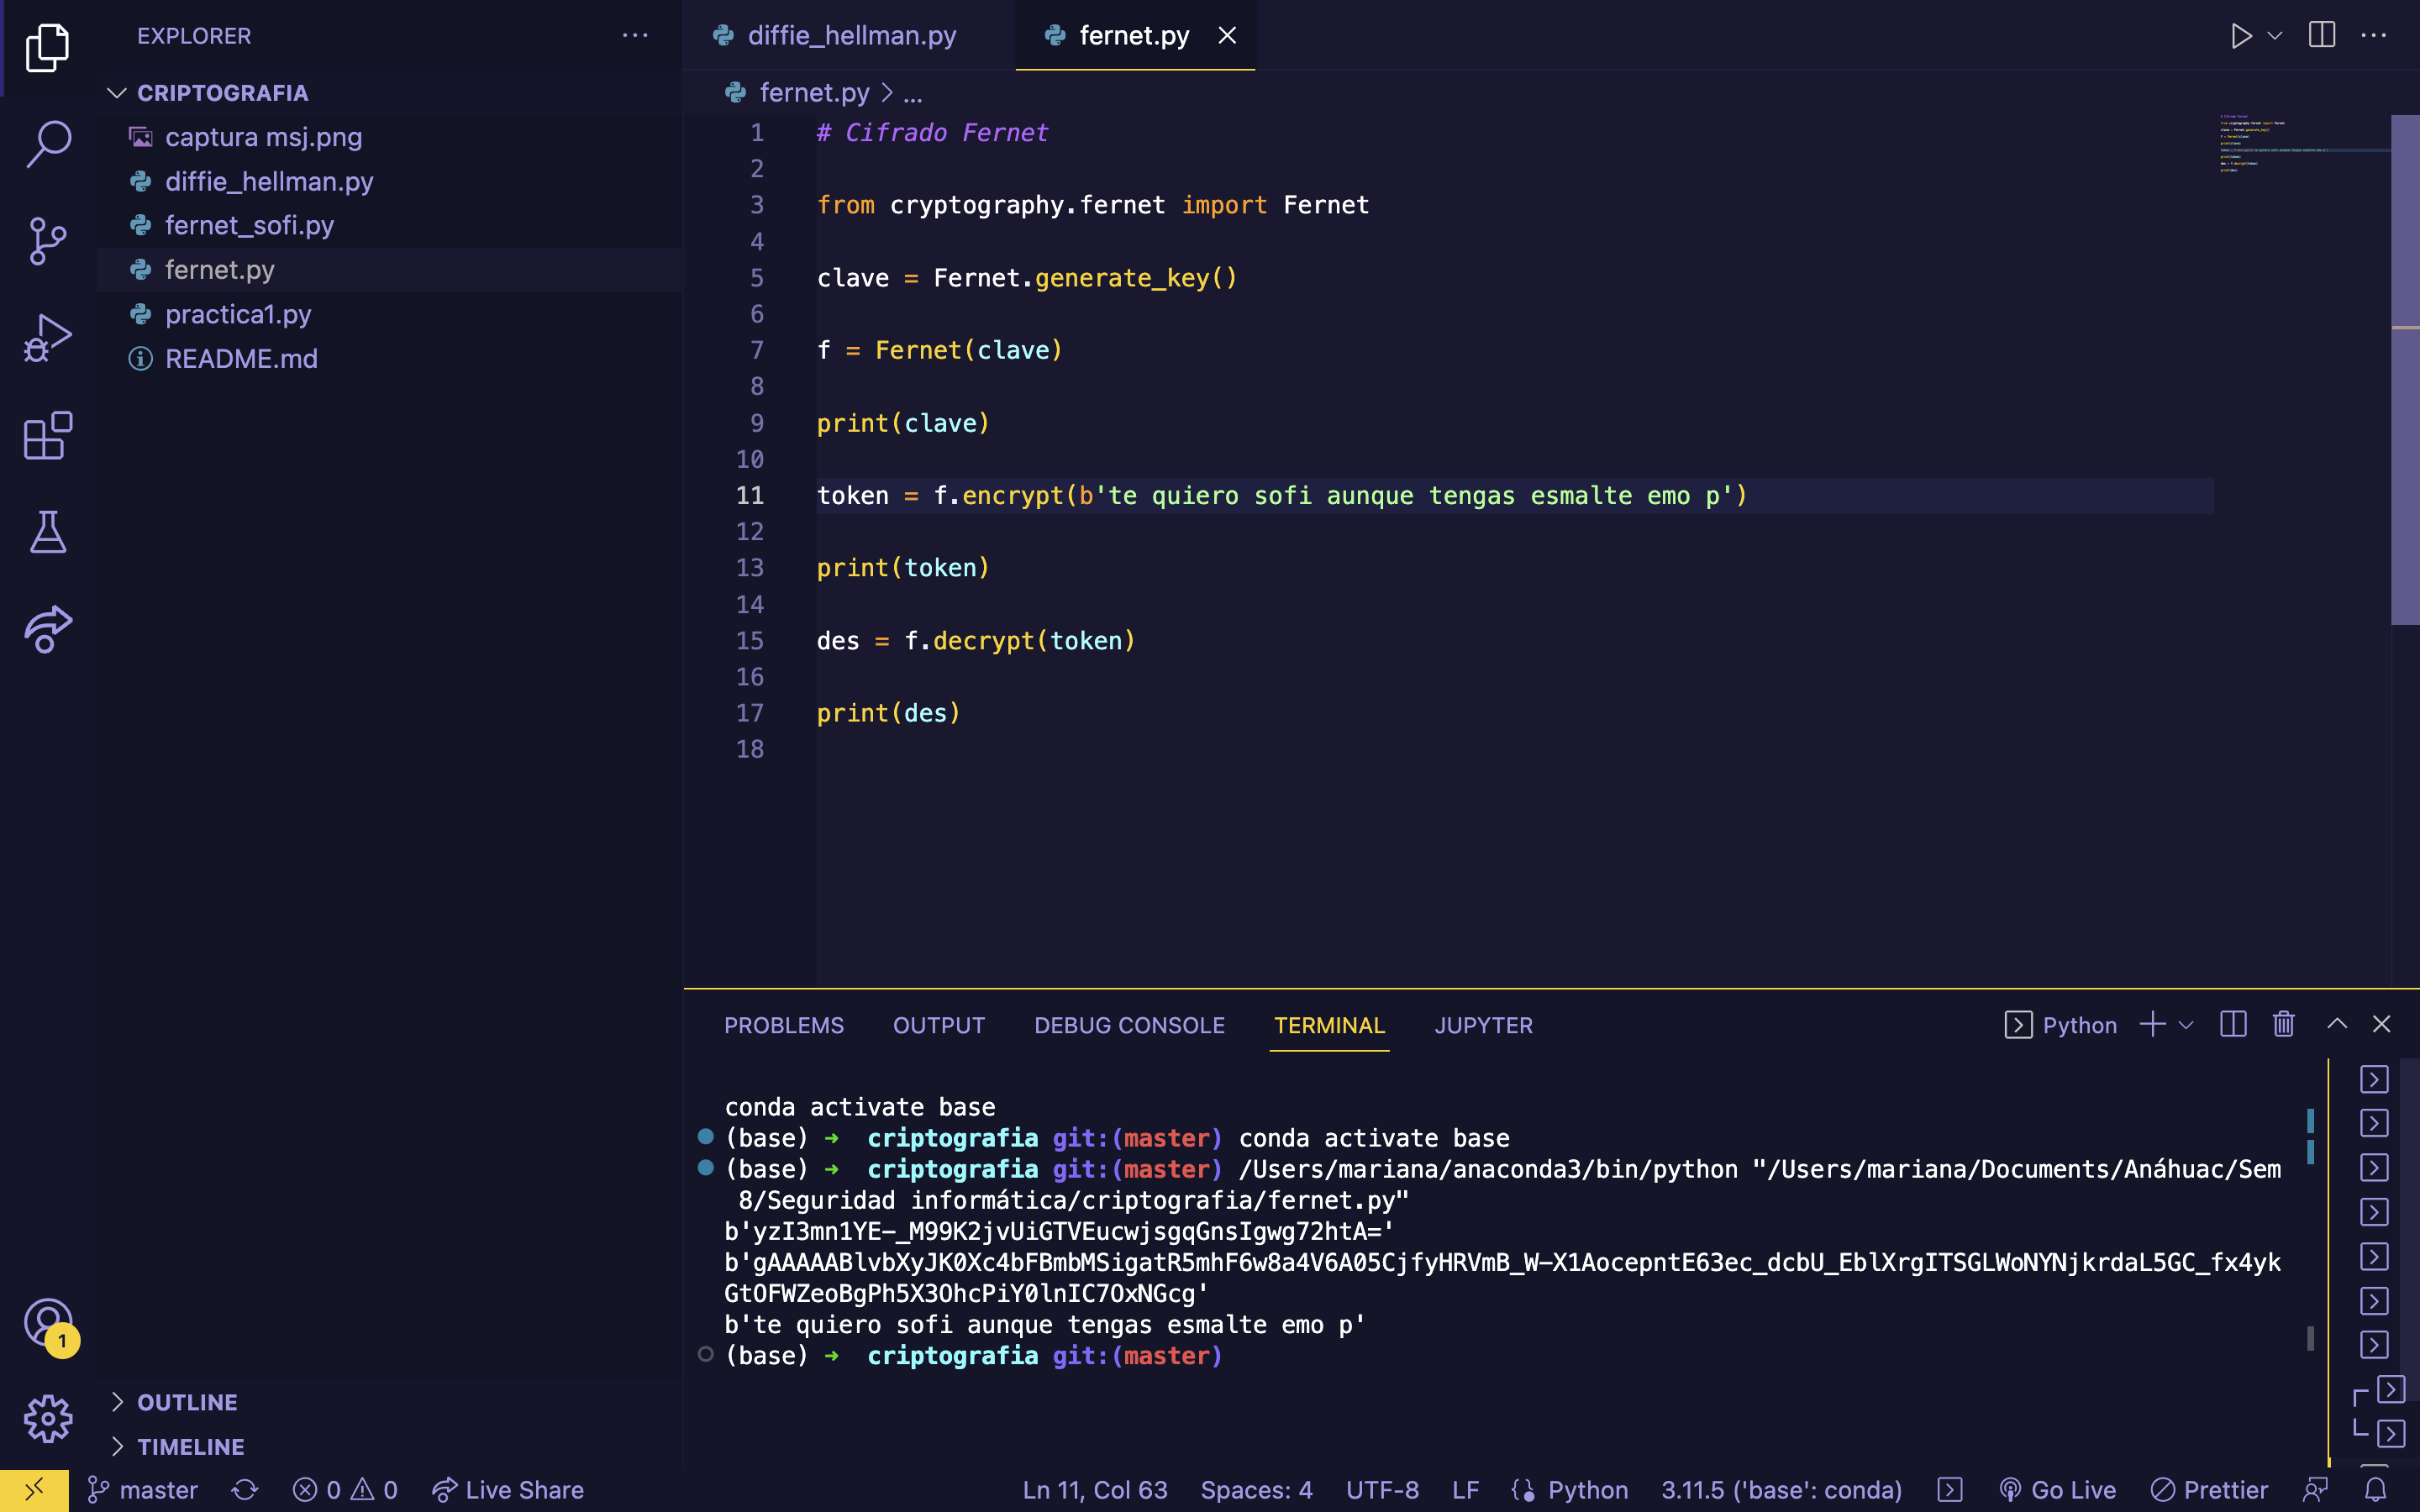 EXPLORER
CRIPTOGRAFIA
captura msj.png
diffie_hellman.py
fernet_sofi.py
fernet.py
practica1.py
README.md
OUTLINE
TIMELINE
1
diffie_hellman.py
fernet.py
fernet.py > ...
1 # Cifrado Fernet
2
3 from cryptography.fernet import Fernet
4
5 clave = Fernet.generate_key()
6
7 f = Fernet(clave)
8
9 print(clave)
10
11 token = f.encrypt(b'te quiero sofi aunque tengas esmalte emo p')
12
13 print(token)
14
15 des = f.decrypt(token)
16
17 print(des)
18
PROBLEMS OUTPUT DEBUG CONSOLE TERMINAL JUPYTER
Python
conda activate base
(base) ➜ criptografia git:(master) conda activate base
(base) ➜ criptografia git:(master) /Users/mariana/anaconda3/bin/python "/Users/mariana/Documents/Anáhuac/Sem
8/Seguridad informática/criptografia/fernet.py"
b'yzI3mn1YE-_M99K2jvUiGTVEucwjsgqGnsIgwg72htA='
b'gAAAAABlvbXyJK0Xc4bFBmbMSigatR5mhF6w8a4V6A05CjfyHRVmB_W-X1AocepntE63ec_dcbU_EblXrgITSGLWoNYNjkrdaL5GC_fx4yk
GtOFWZeoBgPh5X3OhcPiY0lnIC7OxNGcg'
b'te quiero sofi aunque tengas esmalte emo p'
(base) ➜ criptografia git:(master)
master 0 0 Live Share Ln 11, Col 63 Spaces: 4 UTF-8 LF Python 3.11.5 ('base': conda) Go Live Prettier